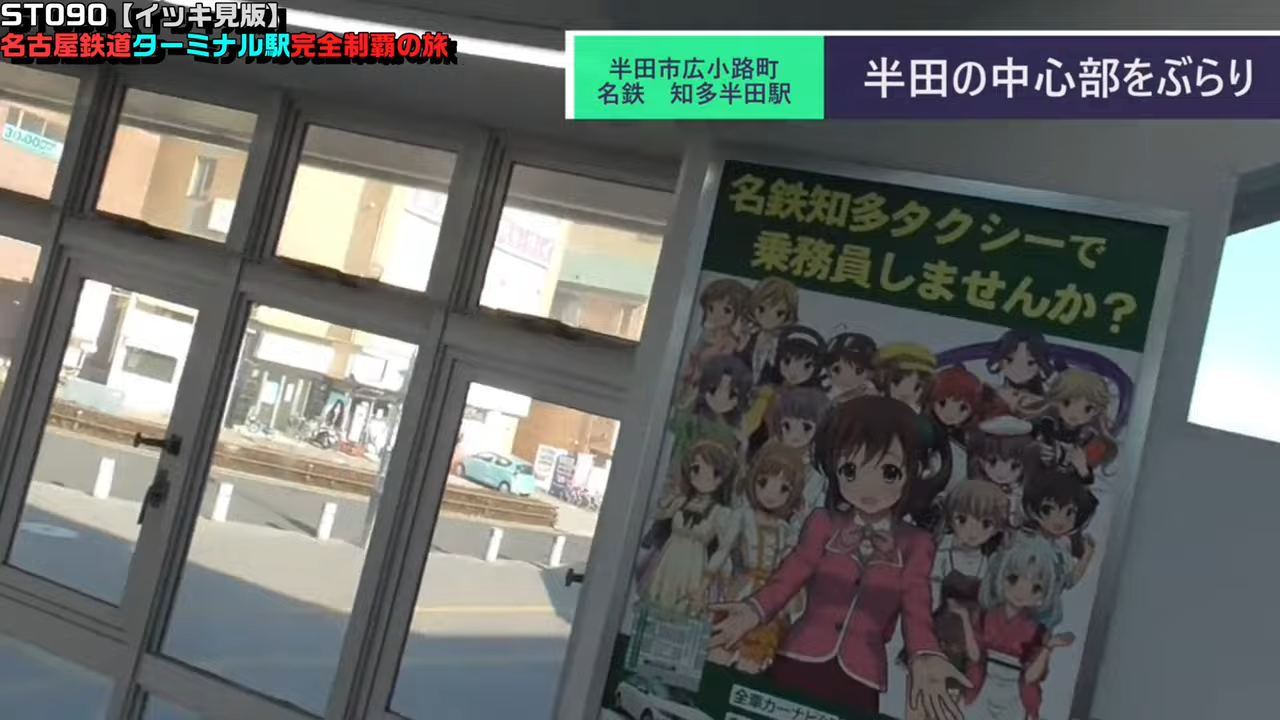 ST090【イッキ見版】
名古屋鉄道ターミナル駅完全制覇の旅
半田市広小路町
名鉄　知多半田駅
半田の中心部をぶらり
名鉄知多タクシーで
乗務員しませんか？